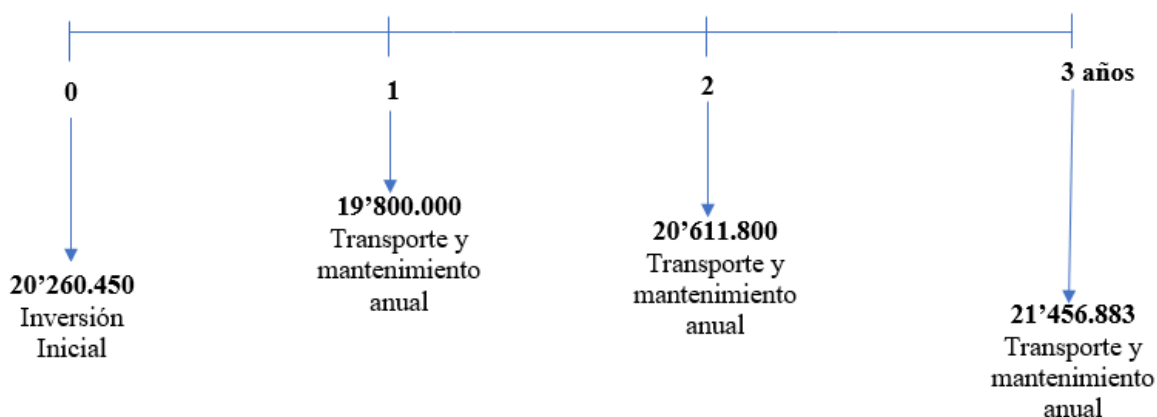 0
1
2
3 años
20’260.450
Inversión
Inicial
19’800.000
Transporte y
mantenimiento
anual
20’611.800
Transporte y
mantenimiento
anual
21’456.883
Transporte y
mantenimiento
anual